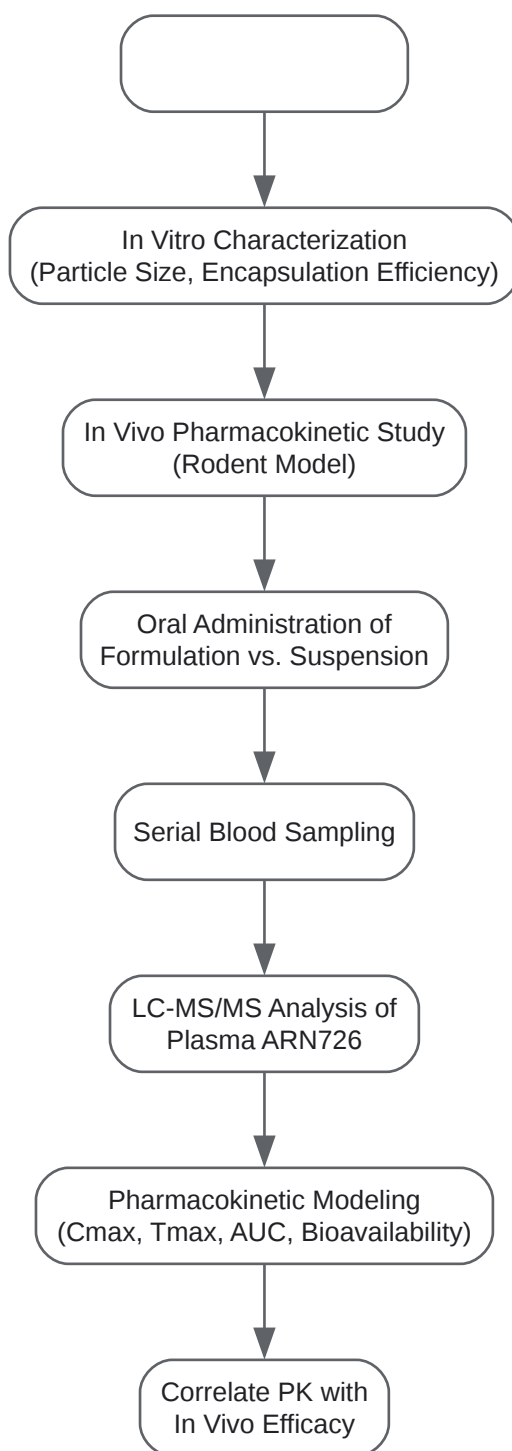 In Vitro Characterization
(Particle Size, Encapsulation Efficiency)
In Vivo Pharmacokinetic Study
(Rodent Model)
Oral Administration of
Formulation vs. Suspension
Serial Blood Sampling
LC-MS/MS Analysis of
Plasma ARN726
Pharmacokinetic Modeling
(Cmax, Tmax, AUC, Bioavailability)
Correlate PK with
In Vivo Efficacy